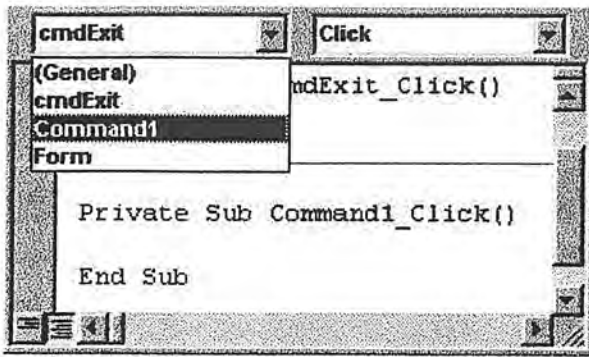 cmdExit Click
(General)
cmdExit mdExit_Click()
Command1
Form
Private Sub Command1_Click()
End Sub